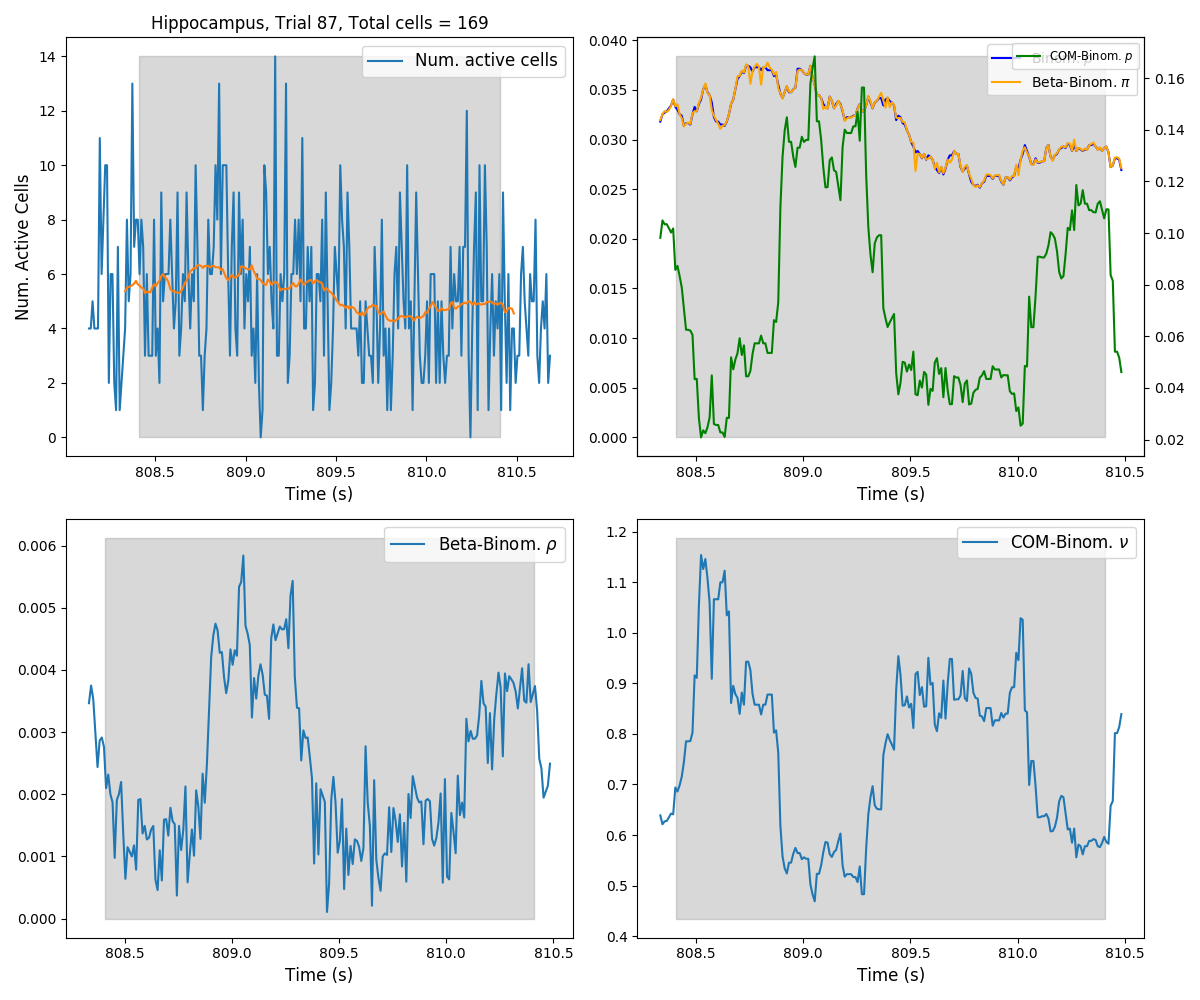 Hippocampus, Trial 87, Total cells = 169
Num. active cells
14
12
10
8
6
4
2
0
Num. Active Cells
808.5 809.0 809.5 810.0 810.5
Time (s)
COM-Binom. p
Beta-Binom. π
0.040
0.035
0.030
0.025
0.020
0.015
0.010
0.005
0.000
0.16
0.14
0.12
0.10
0.08
0.06
0.04
0.02
808.5 809.0 809.5 810.0 810.5
Time (s)
Beta-Binom. ρ
0.006
0.005
0.004
0.003
0.002
0.001
0.000
808.5 809.0 809.5 810.0 810.5
Time (s)
COM-Binom. ν
1.2
1.1
1.0
0.9
0.8
0.7
0.6
0.5
0.4
808.5 809.0 809.5 810.0 810.5
Time (s)